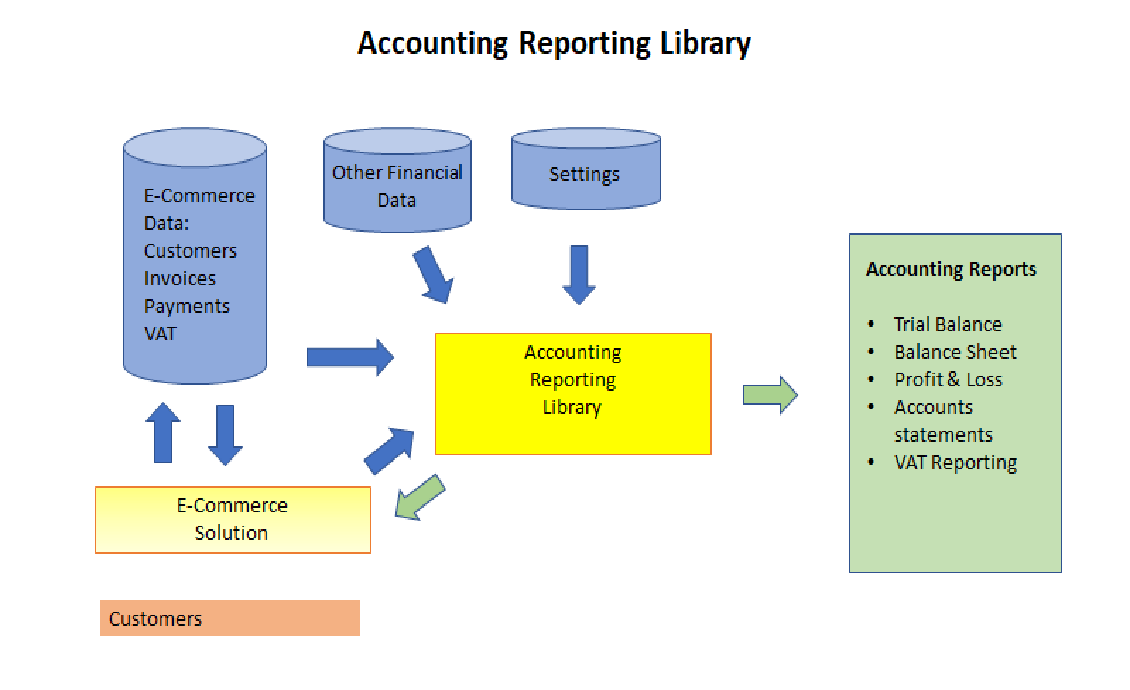 Accounting Reporting Library
E-Commerce
Data:
Customers
Invoices
Payments
VAT
Other Financial
Data
Settings
Accounting
Reporting
Library
E-Commerce
Solution
Customers
Accounting Reports
• Trial Balance
• Balance Sheet
• Profit & Loss
• Accounts
statements
• VAT Reporting